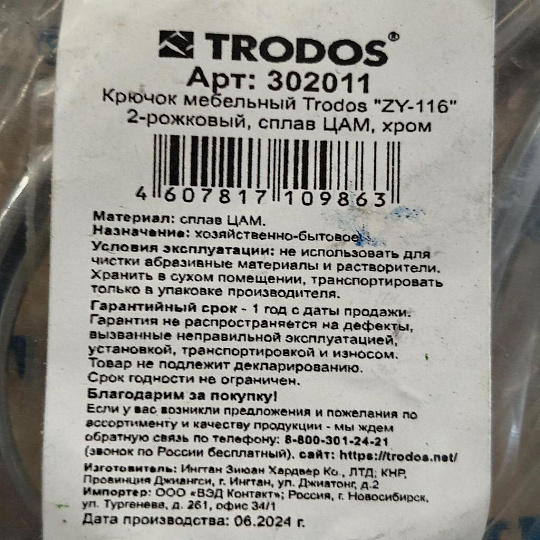 TRODOS®
Арт: 302011
Крючок мебельный Trodos "ZY-116"
2-рожковый, сплав ЦАМ, хром
4 607817 109863
Материал: сплав ЦАМ.
Назначение: хозяйственно-бытовое
Условия эксплуатации: не использовать для
чистки абразивные материалы и растворители.
Хранить в сухом помещении, транспортировать
только в упаковке производителя.
Гарантийный срок - 1 год с даты продажи.
Гарантия не распространяется на дефекты,
вызванные неправильной эксплуатацией,
установкой, транспортировкой и износом.
Товар не подлежит декларированию.
Срок годности не ограничен.
Благодарим за покупку!
Если у вас возникли предложения и пожелания по
ассортименту и качеству продукции - мы ждем
обратную связь по телефону: 8-800-301-24-21
(звонок по России бесплатный), сайт: https://trodos.net/
Изготовитель: Ингтан Зиюан Хардвер Ко., ЛТД; КНР,
Провинция Джиангси, г. Ингтан, ул. Джиатонг, д.2
Импортер: ООО «ВЭД Контакт»; Россия, г. Новосибирск,
ул. Тургенева, д. 261, офис 34/1
Дата производства: 06.2024 г.